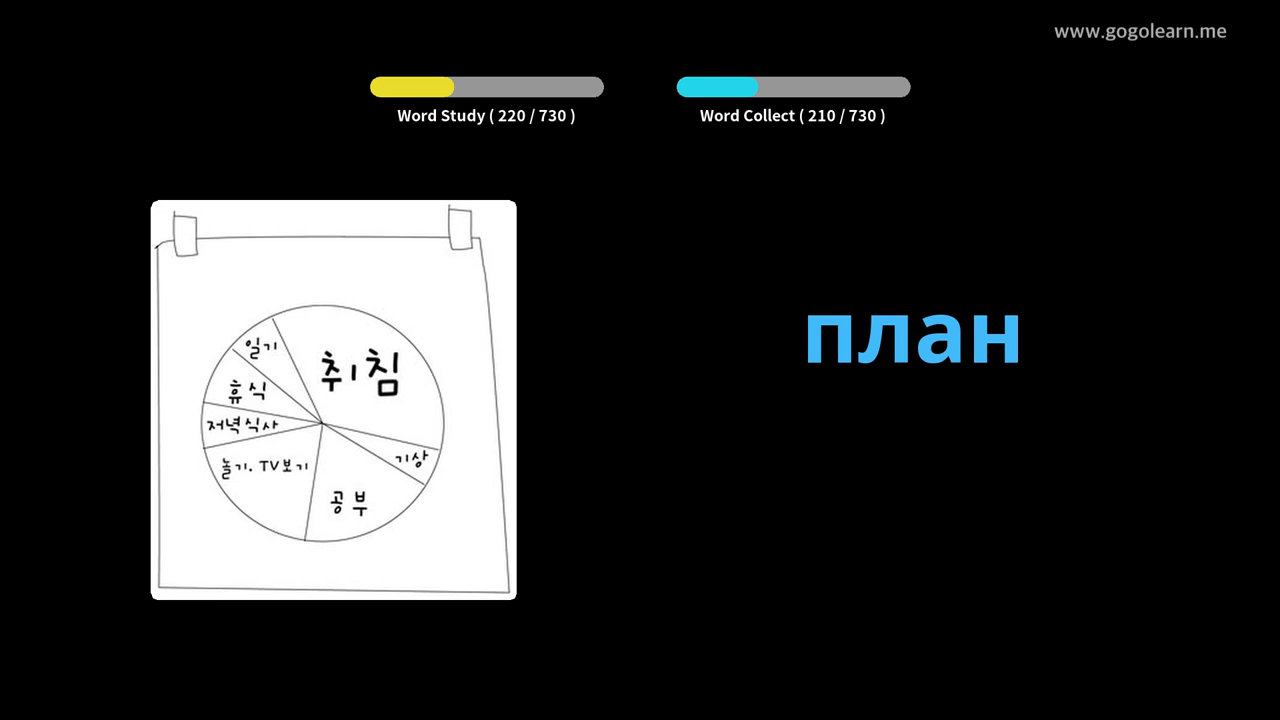 www.gogolearn.me
Word Study ( 220 / 730 )
Word Collect ( 210 / 730 )
일기
취침
휴식
저녁식사
놀기. TV보기
기상
공부
план